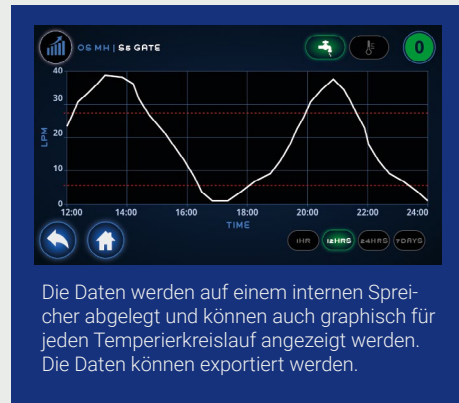 05 MH | S5 GATE
0
40
30
20
10
0
LPM
12:00 14:00 16:00 18:00 20:00 22:00 24:00
TIME
1HR 12HRS 24HRS 7DAYS
Die Daten werden auf einem internen Sprei-
cher abgelegt und können auch graphisch für
jeden Temperierkreislauf angezeigt werden.
Die Daten können exportiert werden.